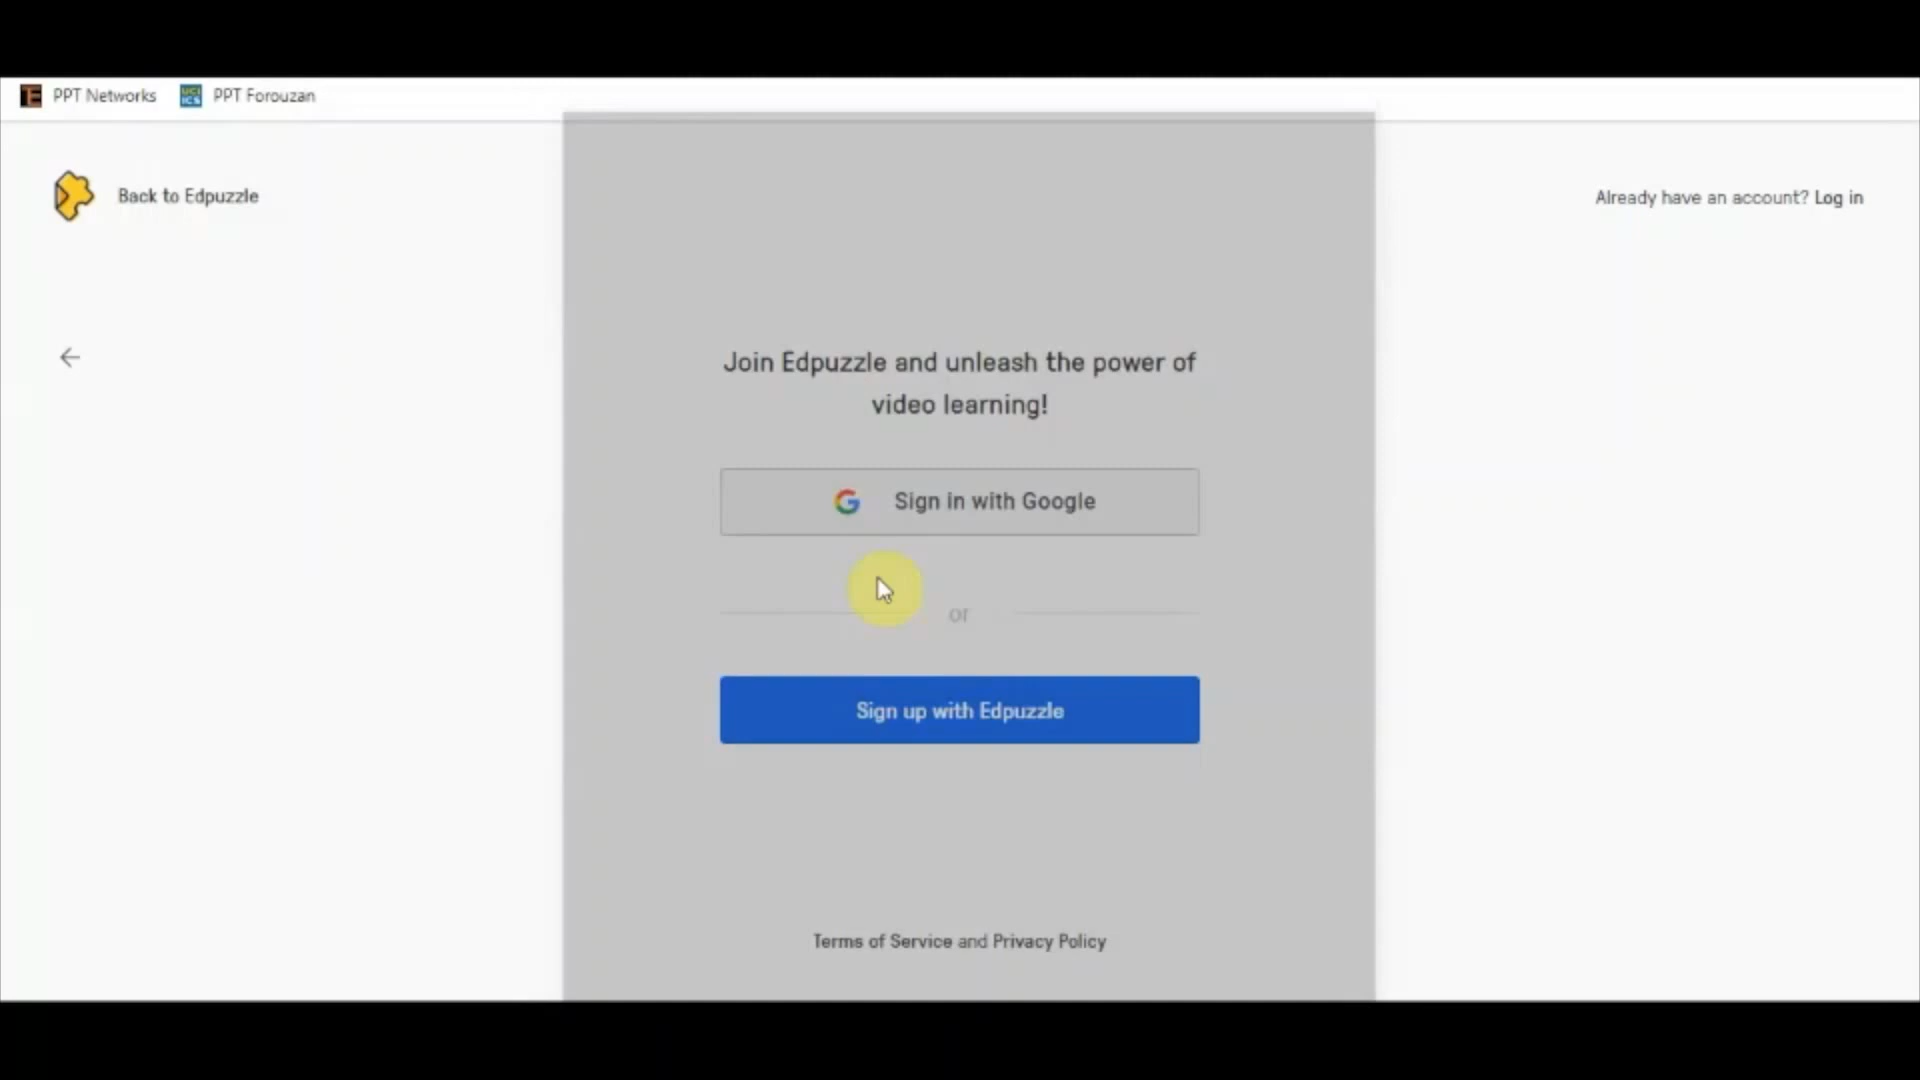 PPT Networks PPT Forouzan
Back to Edpuzzle
Already have an account? Log in
Join Edpuzzle and unleash the power of
video learning!
Sign in with Google
or
Sign up with Edpuzzle
Terms of Service and Privacy Policy